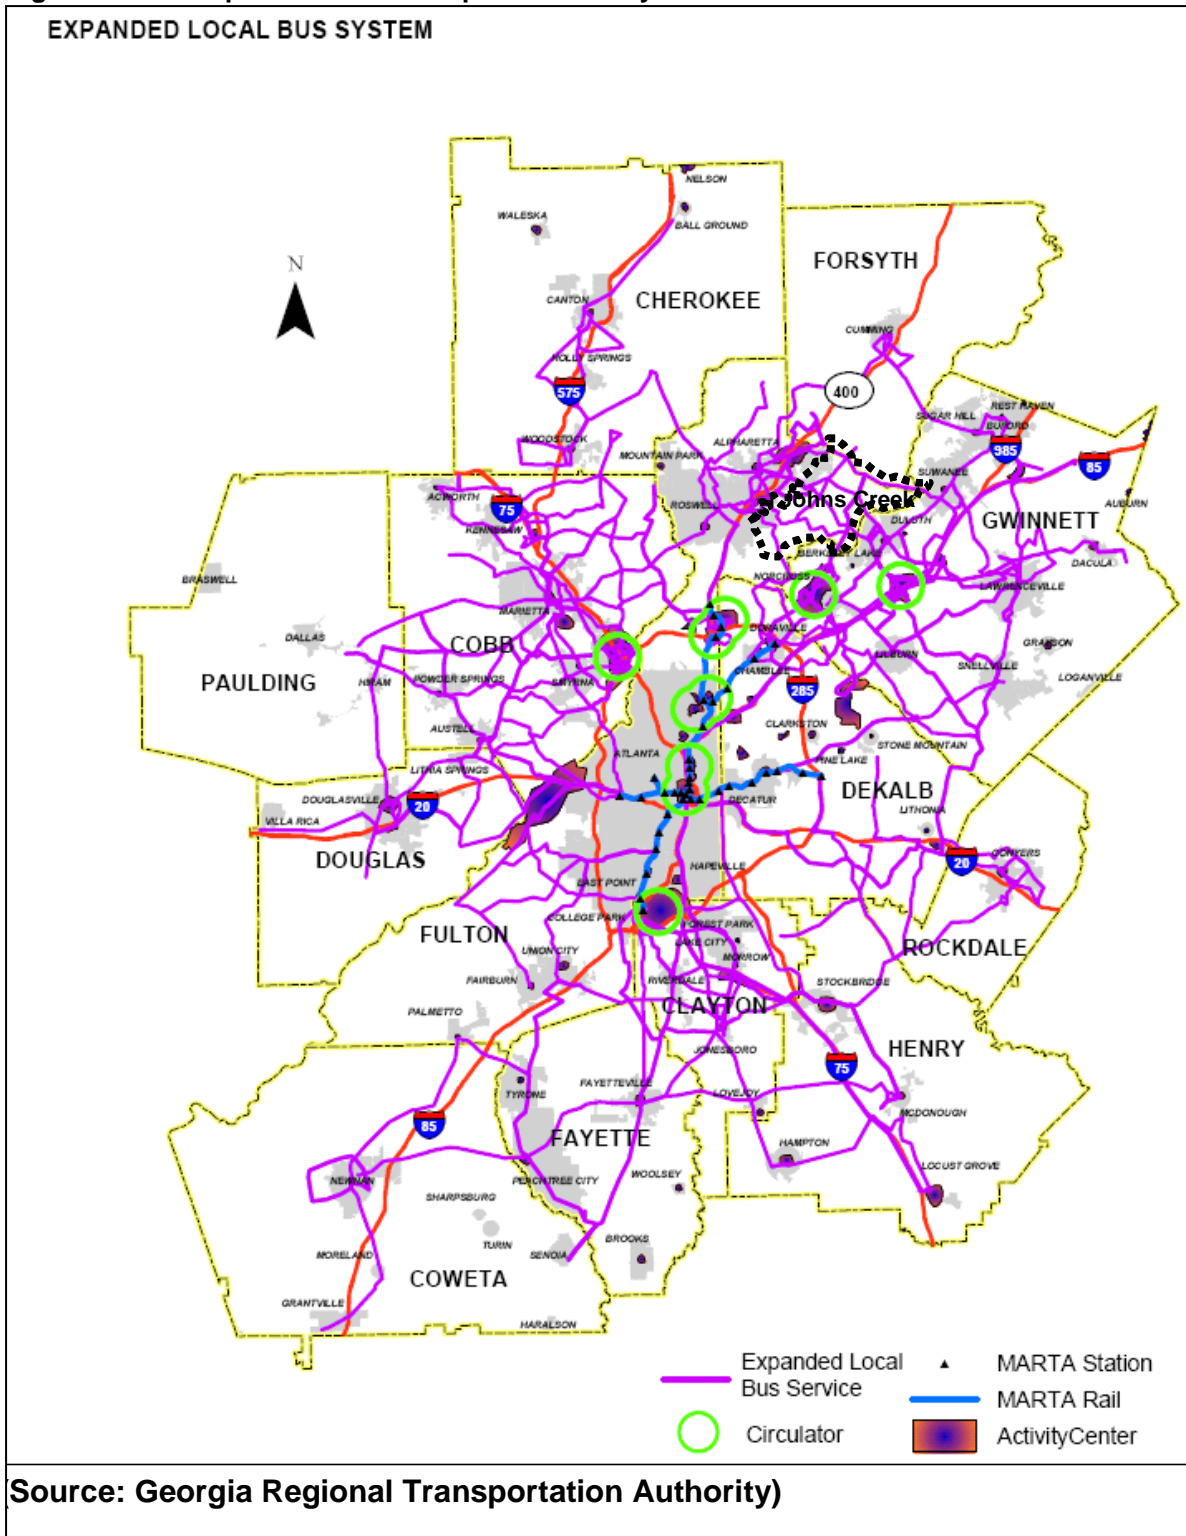 EXPANDED LOCAL BUS SYSTEM
NELSON
WALESKA
BALL GROUND
FORSYTH
N
CANTON
CHEROKEE
CUMMING
HOLLY SPRINGS
575
400
REST HAVEN
SUGAR HILL
BUFORD
WOODSTOCK
ALPHARETTA
985
MOUNTAIN PARK
85
SUWANEE
ACWORTH
75
ROSWELL
Johns Creek
AUBURN
KENNESAW
DULUTH
GWINNETT
BERKELEY LAKE
DACULA
BRASWELL
NORCROSS
LAWRENCEVILLE
MARIETTA
DORAVILLE
DALLAS
COBB
GRAYSON
LILBURN
SNELLVILLE
CHAMBLEE
LOGANVILLE
PAULDING
HIRAM
POWDER SPRINGS
SMYRNA
285
AUSTELL
CLARKSTON
STONE MOUNTAIN
ATLANTA
PINE LAKE
LITHIA SPRINGS
DEKALB
DOUGLASVILLE
20
DECATUR
LITHONIA
VILLA RICA
DOUGLAS
CONYERS
20
HAPEVILLE
EAST POINT
COLLEGE PARK
FOREST PARK
FULTON
LAKE CITY
ROCKDALE
UNION CITY
MORROW
FAIRBURN
RIVERDALE
STOCKBRIDGE
CLAYTON
PALMETTO
JONESBORO
HENRY
75
FAYETTEVILLE
TYRONE
LOVEJOY
MCDONOUGH
85
FAYETTE
HAMPTON
LOCUST GROVE
NEWNAN
PEACHTREE CITY
WOOLSEY
SHARPSBURG
TURIN
BROOKS
MORELAND
SENOIA
COWETA
GRANTVILLE
HARALSON
Expanded Local
Bus Service
MARTA Station
MARTA Rail
Circulator
ActivityCenter
(Source: Georgia Regional Transportation Authority)